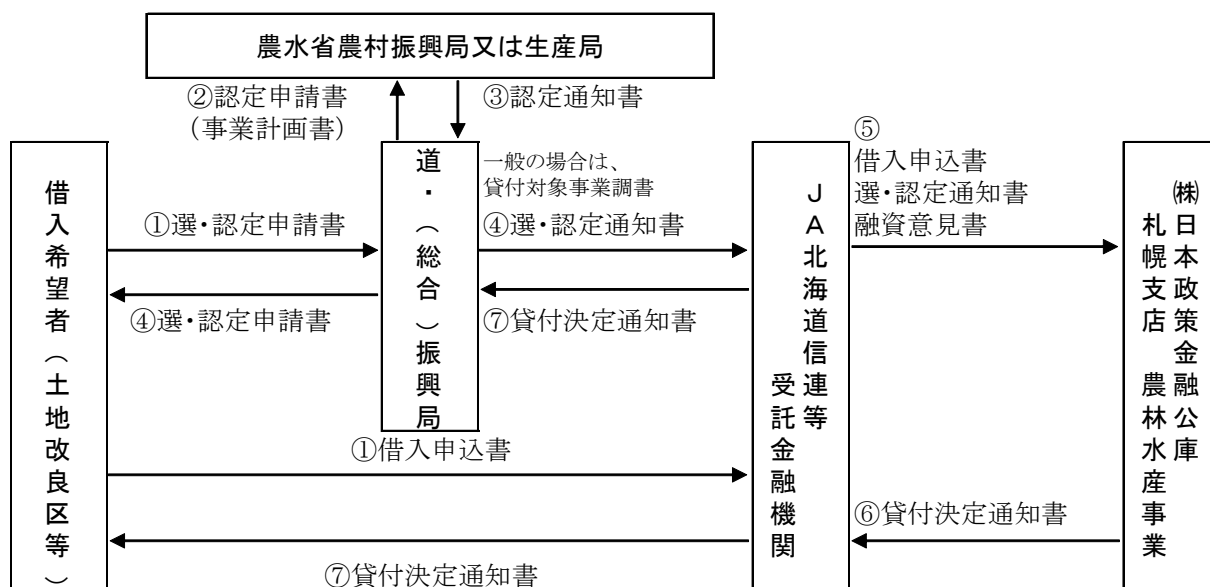 農水省農村振興局又は生産局
②認定申請書
(事業計画書)
③認定通知書
借入希望者(土地改良区等)
道・(総合)振興局
一般の場合は、
貸付対象事業調書
①選・認定申請書
④選・認定通知書
④選・認定申請書
⑦貸付決定通知書
①借入申込書
⑦貸付決定通知書
JA北海道信連等
受託金融機関
⑤
借入申込書
選・認定通知書
融資意見書
⑥貸付決定通知書
㈱日本政策金融公庫
札幌支店 農林水産事業